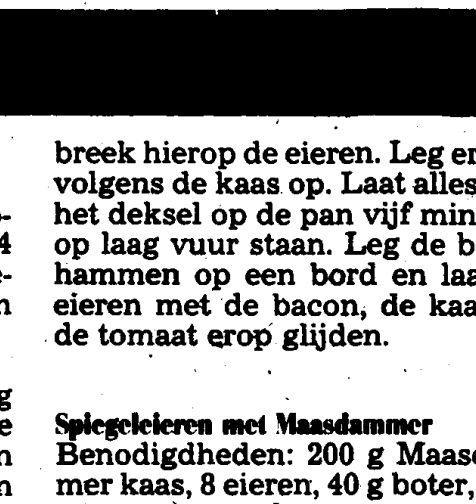 breek hierop de eieren. Leg
volgens de kaas op. Laat alles
het deksel op de pan vijf min
op laag vuur staan. Leg de b
hammen op een bord en laa
eieren met de bacon, de kaa
de tomaat erop glijden.
Spiegeleieren met Maasdammer
Benodigdheden: 200 g Maasd
mer kaas, 8 eieren, 40 g boter,